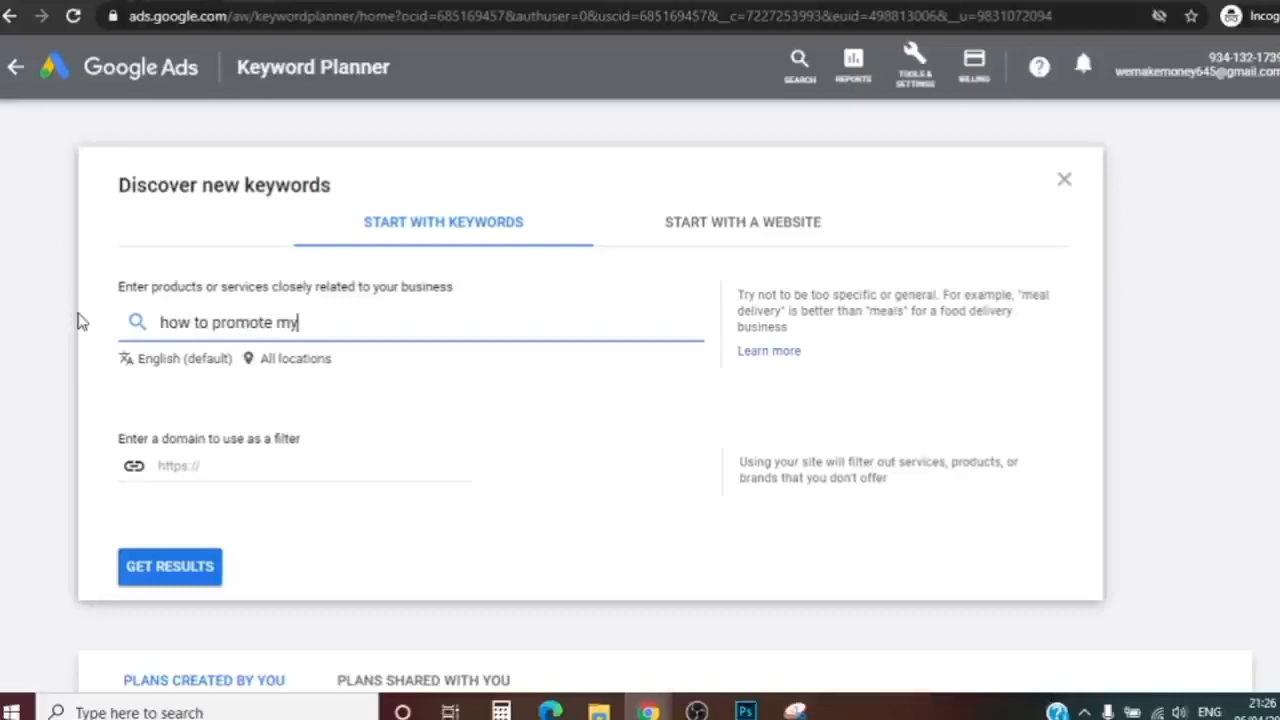 ads.google.com/aw/keywordplanner/home?ocid=685169457&authuser=0&uscid=685169457&__c=7227253993&euid=498813006&__u=9831072094
Incog
Google Ads
Keyword Planner
SEARCH
REPORTS
TOOLS &
SETTINGS
BILLING
934-132-1739
wemakemoney645@gmail.com
Discover new keywords
START WITH KEYWORDS
START WITH A WEBSITE
Enter products or services closely related to your business
how to promote my
English (default)
All locations
Try not to be too specific or general. For example, "meal
delivery" is better than "meals" for a food delivery
business
Learn more
Enter a domain to use as a filter
https://
Using your site will filter out services, products, or
brands that you don't offer
GET RESULTS
PLANS CREATED BY YOU
PLANS SHARED WITH YOU
Type here to search
Ps
ENG
21:26